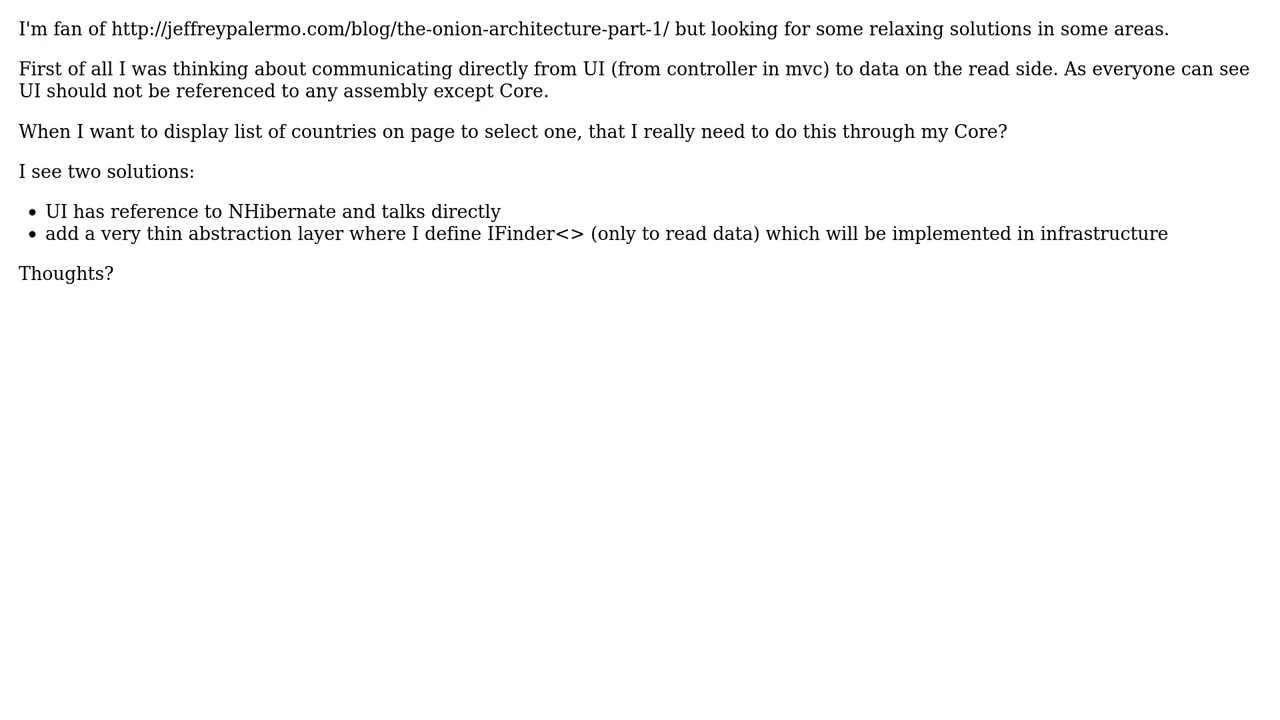 I'm fan of http://jeffreypalermo.com/blog/the-onion-architecture-part-1/ but looking for some relaxing solutions in some areas.
First of all I was thinking about communicating directly from UI (from controller in mvc) to data on the read side. As everyone can see
UI should not be referenced to any assembly except Core.
When I want to display list of countries on page to select one, that I really need to do this through my Core?
I see two solutions:
• UI has reference to NHibernate and talks directly
• add a very thin abstraction layer where I define IFinder<> (only to read data) which will be implemented in infrastructure
Thoughts?